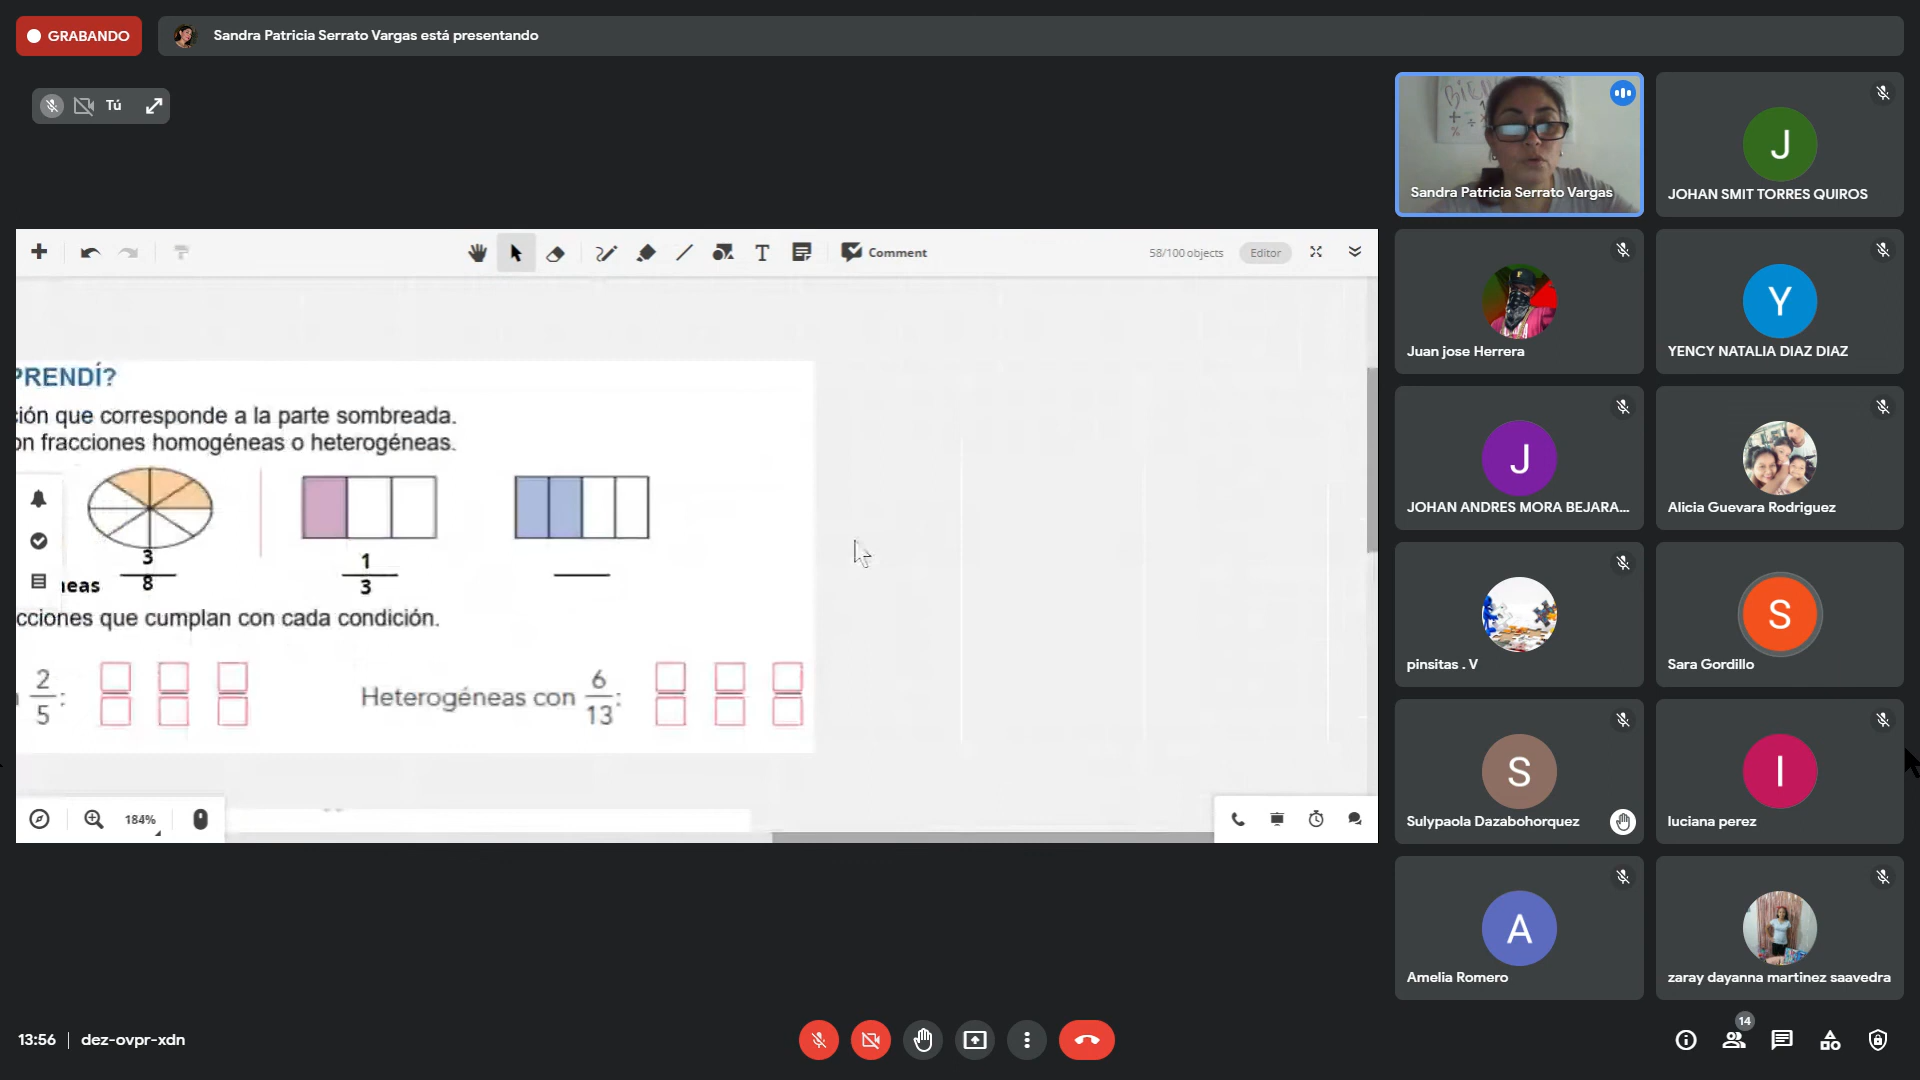 GRABANDO
Sandra Patricia Serrato Vargas está presentando
Tú
Comment
58/100 objects
Editor
PRENDÍ?
ción que corresponde a la parte sombreada.
on fracciones homogéneas o heterogéneas.
3
8
1
3
neas
cciones que cumplan con cada condición.
2
5
:
Heterogéneas con 6
13
:
184%
BIEN
Sandra Patricia Serrato Vargas
J
JOHAN SMIT TORRES QUIROS
Juan jose Herrera
Y
YENCY NATALIA DIAZ DIAZ
J
JOHAN ANDRES MORA BEJARA...
Alicia Guevara Rodriguez
pinsitas . V
S
Sara Gordillo
S
Sulypaola Dazabohorquez
I
luciana perez
A
Amelia Romero
zaray dayanna martinez saavedra
13:56 | dez-ovpr-xdn
14